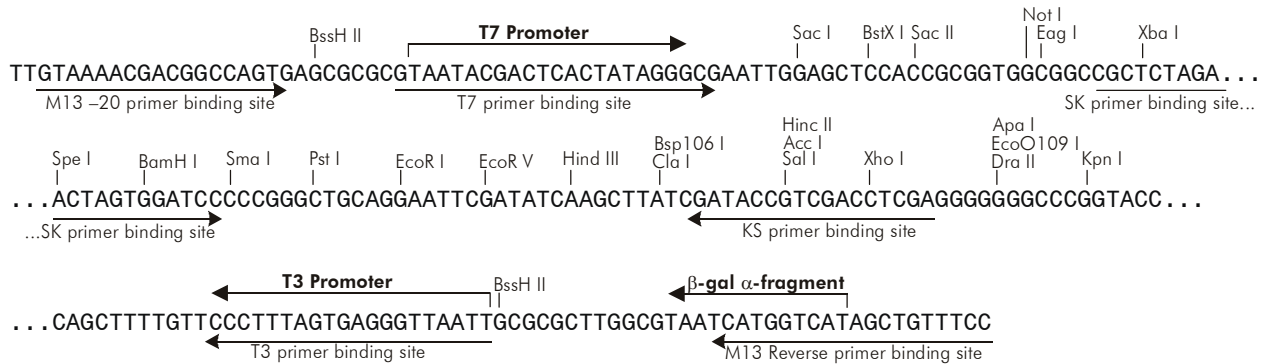 Not I
BssH II T7 Promoter Sac I BstX I Sac II Eag I Xba I
TTGTAAAACGACGGCCAGTGAGCGCGCGTAATACGACTCACTATAGGGCGAATTGGAGCTCCACCGCGGTGGCGGCCGCTCTAGA...
M13 –20 primer binding site T7 primer binding site SK primer binding site...
Hinc II Apa I
Bsp106 I Acc I EcoO109 I
Spe I BamH I Sma I Pst I EcoR I EcoR V Hind III Cla I Sal I Xho I Dra II Kpn I
...ACTAGTGGATCCCCCGGGCTGCAGGAATTCGATATCAAGCTTATCGATACCGTCGACCTCGAGGGGGGGCCCGGTACC...
...SK primer binding site KS primer binding site
T3 Promoter BssH II β-gal α-fragment
...CAGCTTTTGTTCCCTTTAGTGAGGGTTAATTGCGCGCTTGGCGTAATCATGGTCATAGCTGTTTCC
T3 primer binding site M13 Reverse primer binding site